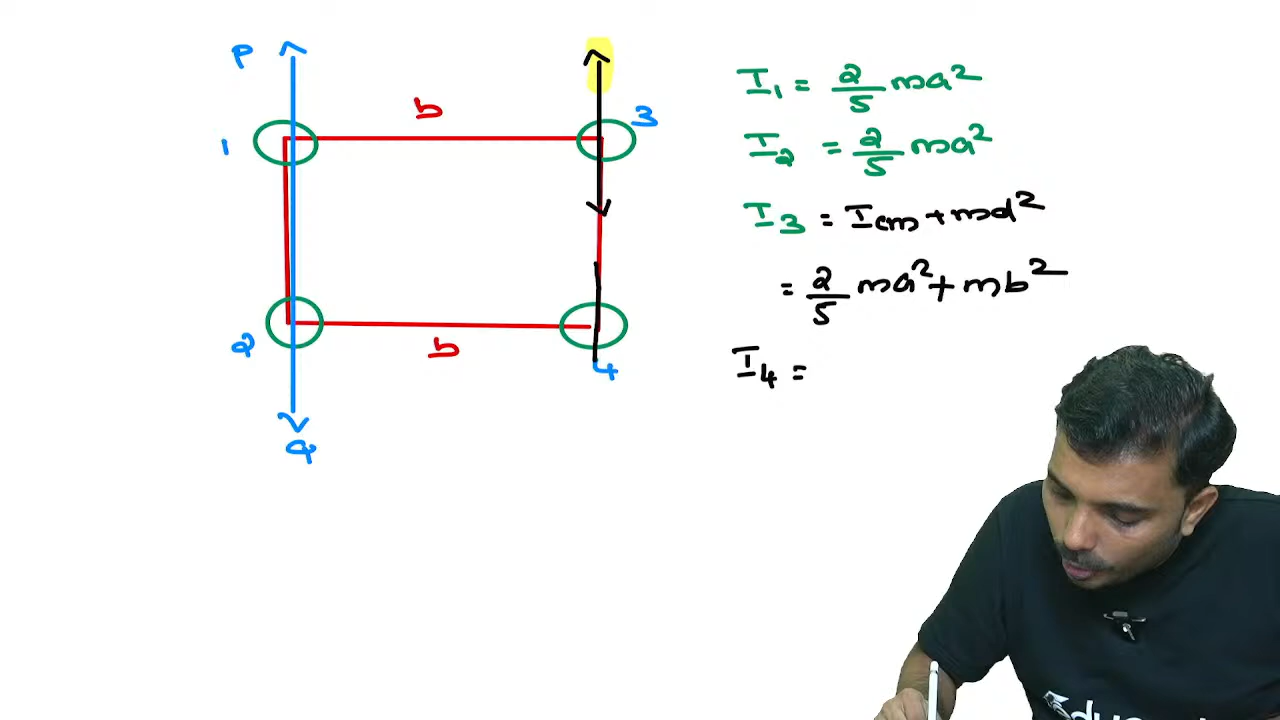 P
b
1
3
2
b
4
Q
I₁ = 2/5 ma²
I₂ = 2/5 ma²
I₃ = Icm + md²
= 2/5 ma² + mb²
I₄ =